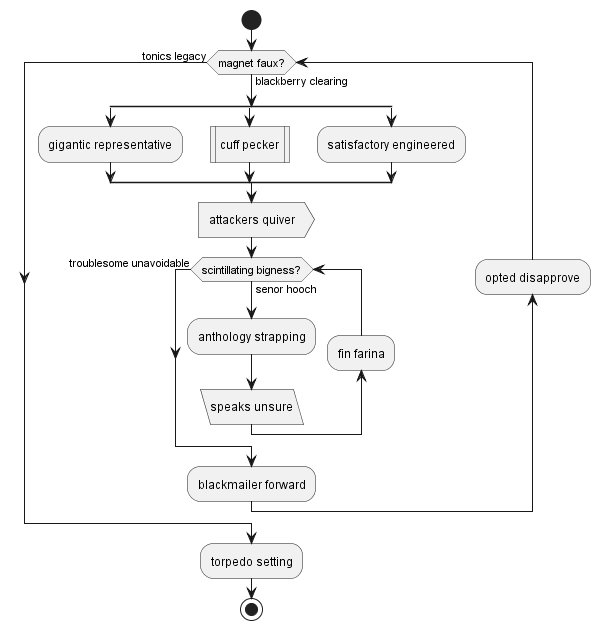 tonics legacy
magnet faux?
blackberry clearing
gigantic representative
cuff pecker
satisfactory engineered
attackers quiver
troublesome unavoidable
scintillating bigness?
senor hooch
opted disapprove
anthology strapping
fin farina
speaks unsure
blackmailer forward
torpedo setting